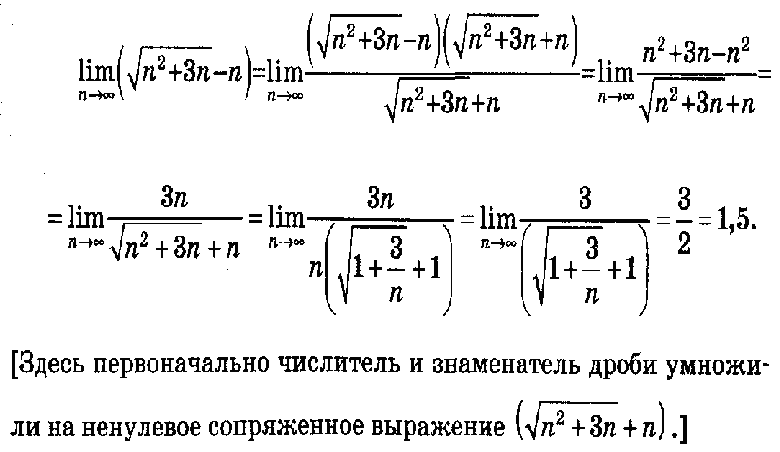 lim_{n→∞}(√(n²+3n)-n)=lim_{n→∞} ((√(n²+3n)-n)(√(n²+3n)+n))/(√(n²+3n)+n)=lim_{n→∞} (n²+3n-n²)/(√(n²+3n)+n)=
=lim_{n→∞} 3n/(√(n²+3n)+n)=lim_{n→∞} 3n/(n(√(1+3/n)+1))=lim_{n→∞} 3/((√(1+3/n)+1))=3/2=1,5.
[Здесь первоначально числитель и знаменатель дроби умножи-
ли на ненулевое сопряженное выражение (√(n²+3n)+n).]